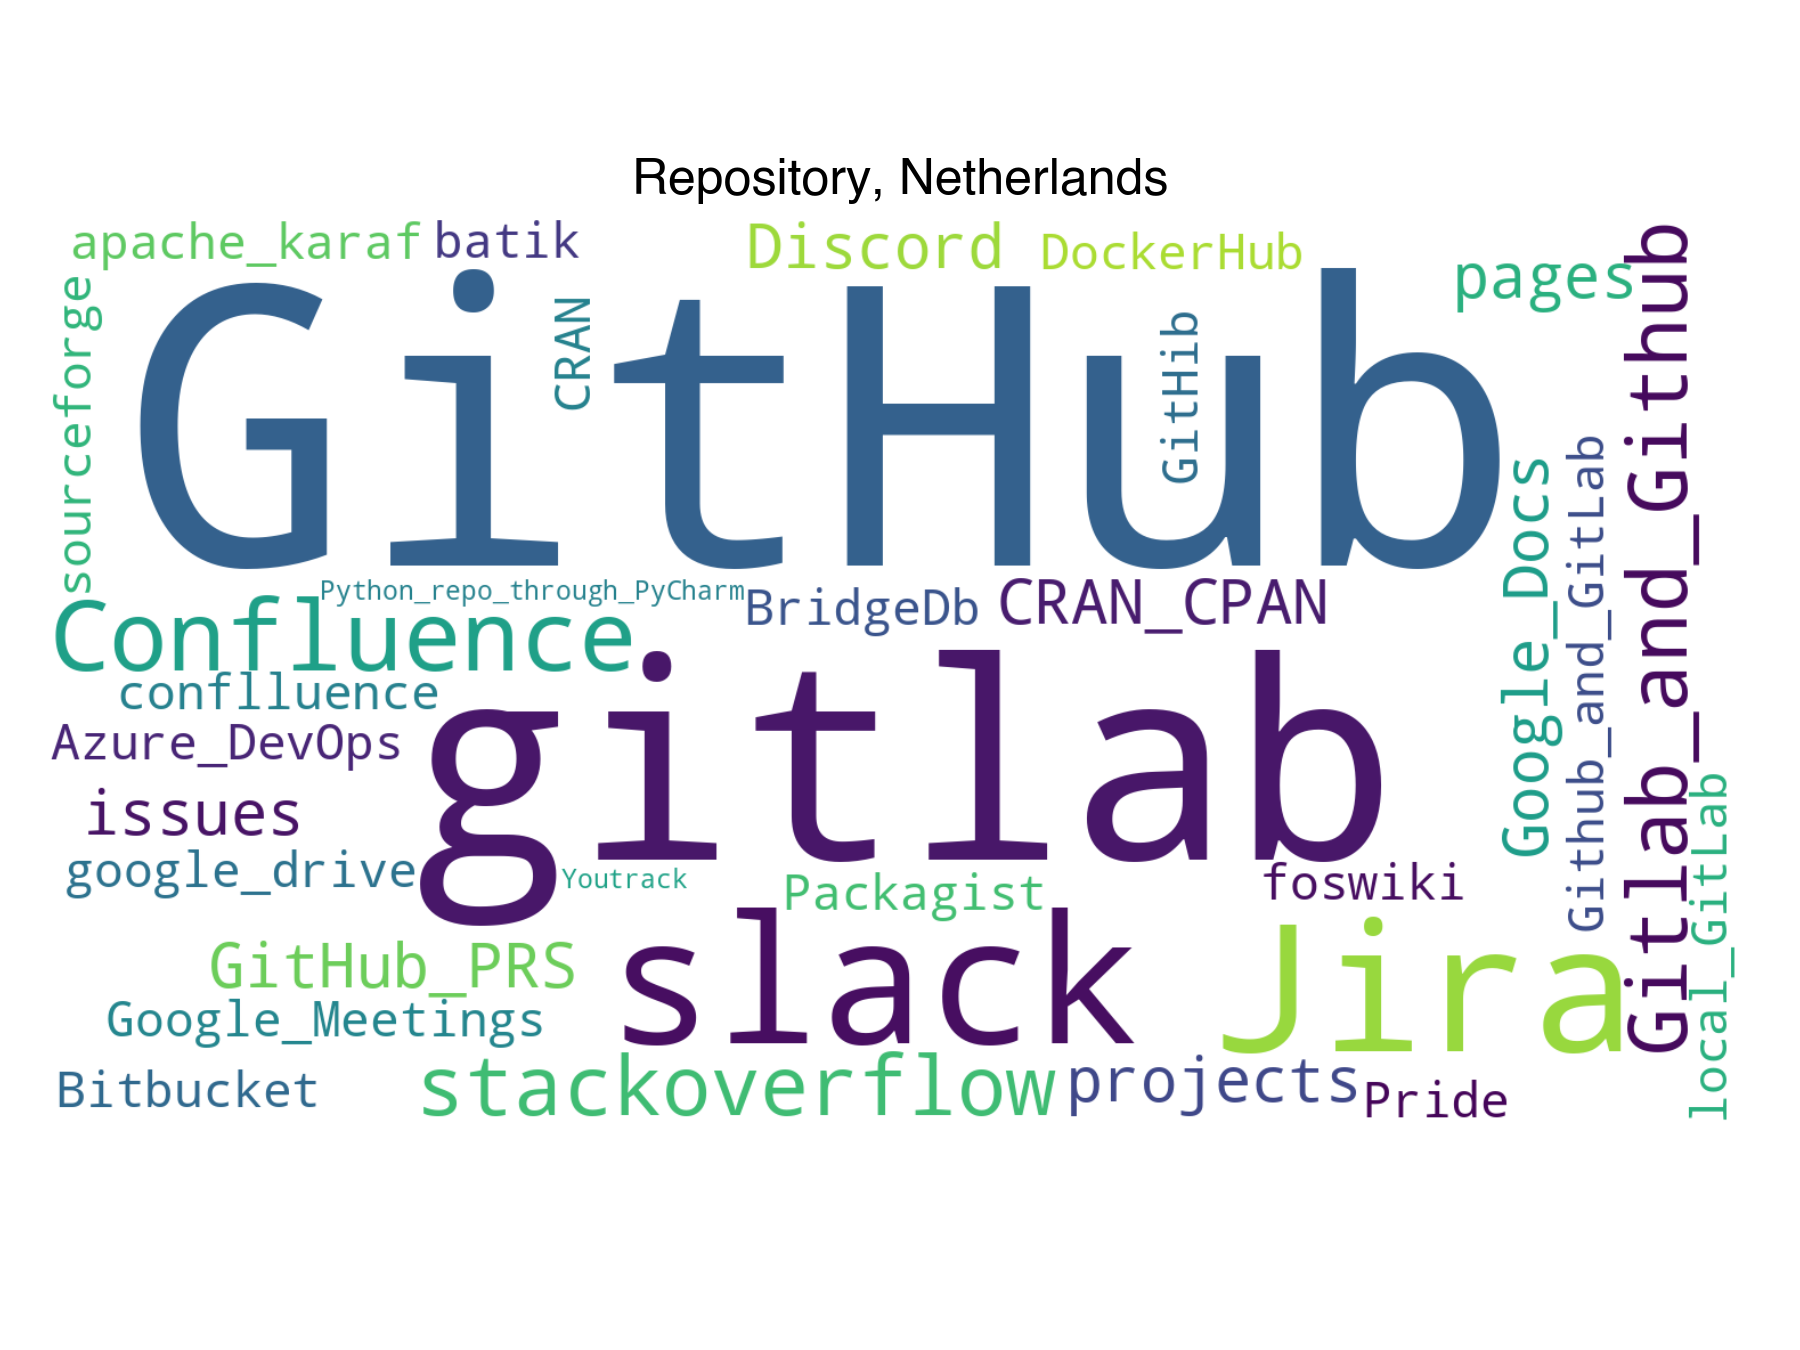 Repository, Netherlands
apache_karaf
batik
Discord
DockerHub
pages
Gitlab_and_Github
sourceforge
GitHub
CRAN
GitHib
Google_Docs
Github_and_GitLab
Python_repo_through_PyCharm
BridgeDb
CRAN_CPAN
Confluence
conflluence
gitlab
Azure_DevOps
issues
local_GitLab
google_drive
Youtrack
Packagist
foswiki
GitHub_PRS
slack
Jira
Google_Meetings
Bitbucket
stackoverflow
projects
Pride